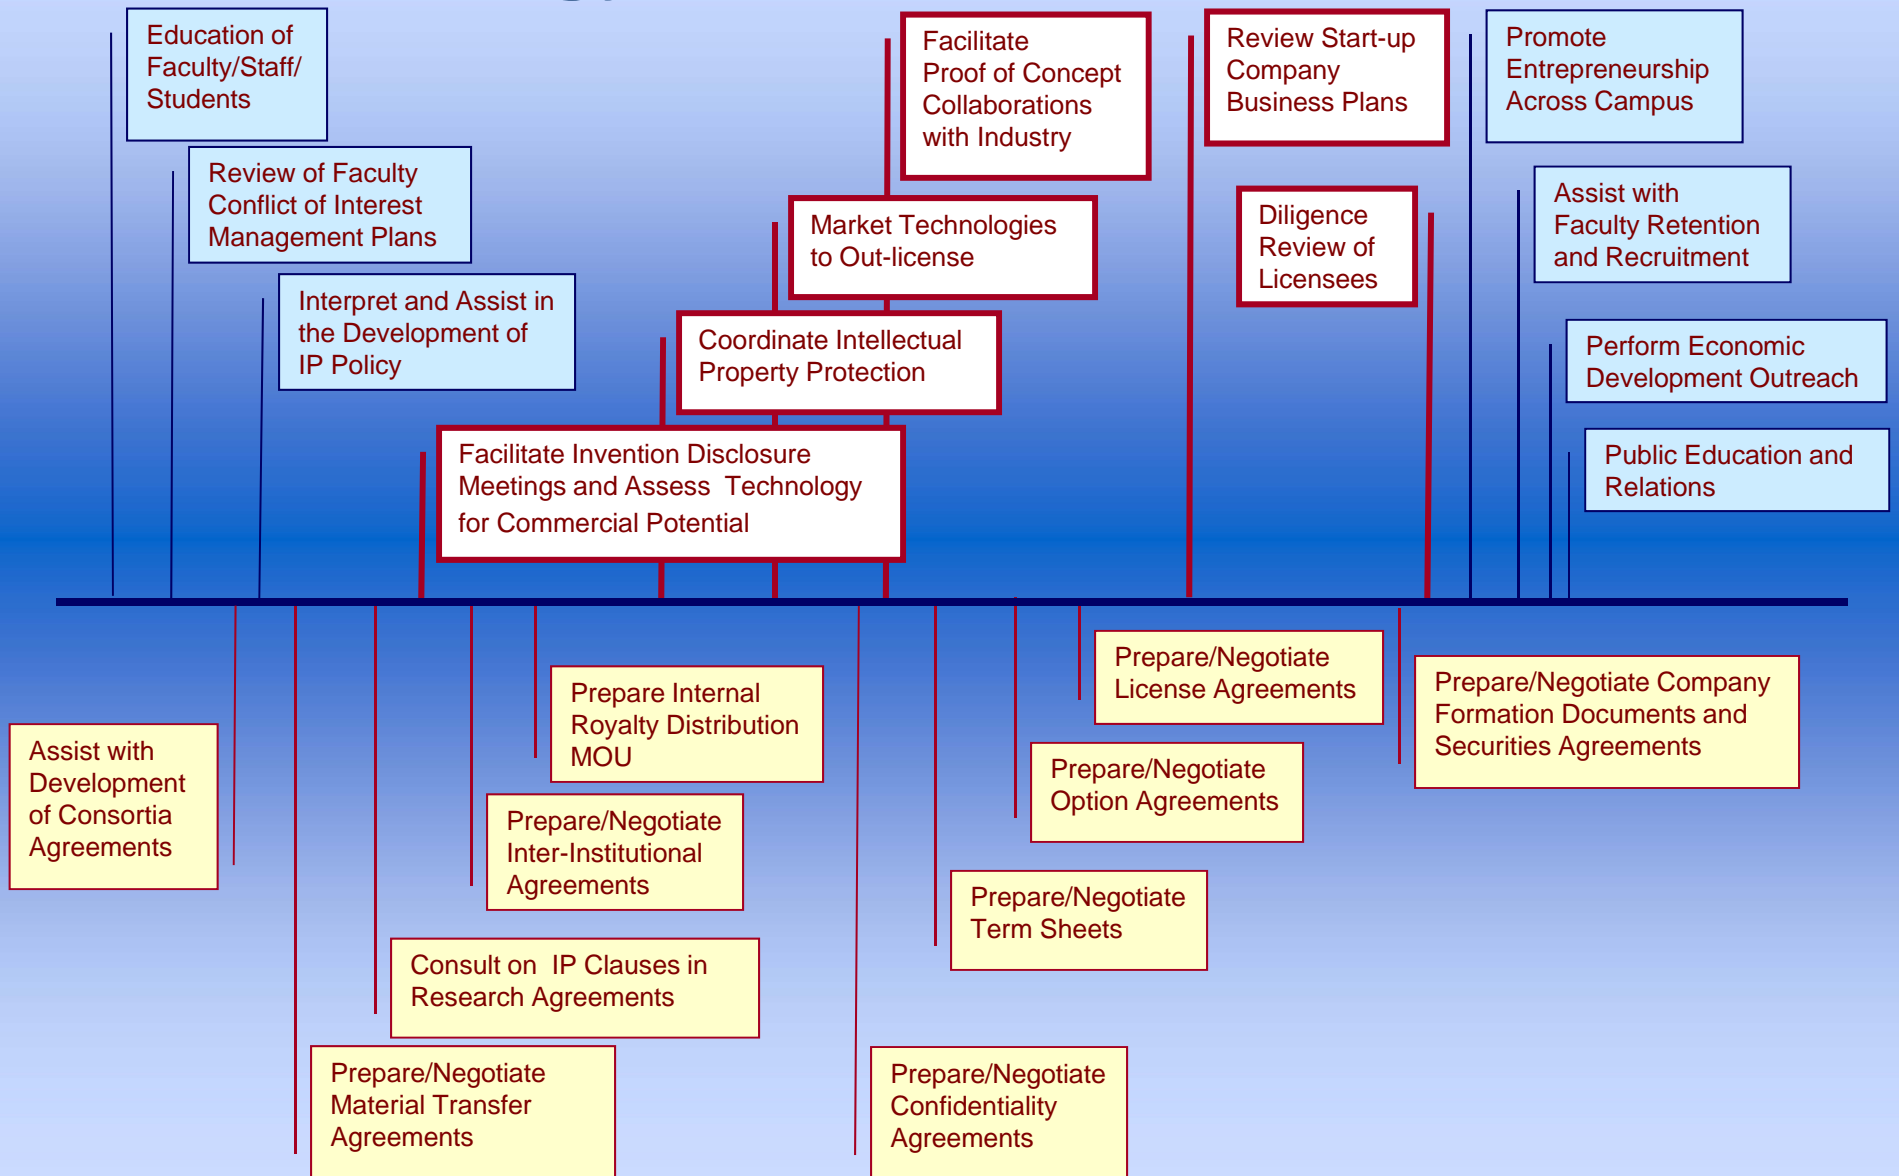 Education of
Faculty/Staff/
Students
Review of Faculty
Conflict of Interest
Management Plans
Interpret and Assist in
the Development of
IP Policy
Facilitate Invention Disclosure
Meetings and Assess  Technology
for Commercial Potential
Coordinate Intellectual
Property Protection
Market Technologies
to Out-license
Facilitate
Proof of Concept
Collaborations
with Industry
Review Start-up
Company
Business Plans
Diligence
Review of
Licensees
Promote
Entrepreneurship
Across Campus
Assist with
Faculty Retention
and Recruitment
Perform Economic
Development Outreach
Public Education and
Relations
Assist with
Development
of Consortia
Agreements
Prepare/Negotiate
Material Transfer
Agreements
Consult on  IP Clauses in
Research Agreements
Prepare/Negotiate
Inter-Institutional
Agreements
Prepare Internal
Royalty Distribution
MOU
Prepare/Negotiate
Confidentiality
Agreements
Prepare/Negotiate
Term Sheets
Prepare/Negotiate
Option Agreements
Prepare/Negotiate
License Agreements
Prepare/Negotiate Company
Formation Documents and
Securities Agreements